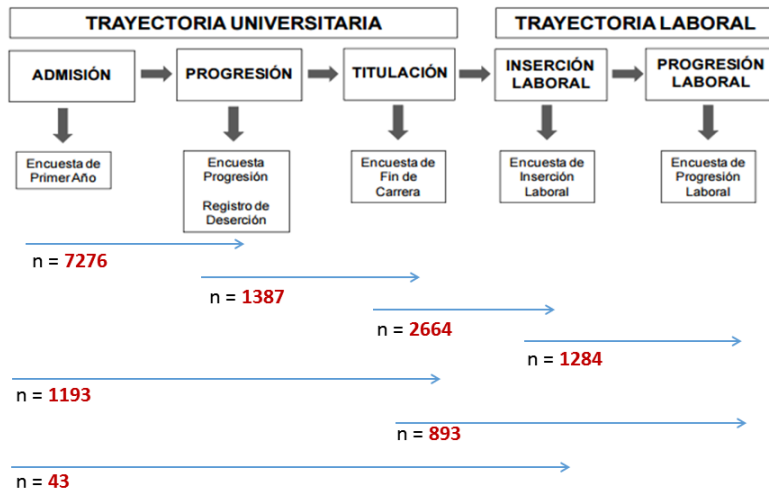 TRAYECTORIA UNIVERSITARIA
TRAYECTORIA LABORAL
ADMISIÓN
PROGRESIÓN
TITULACIÓN
INSERCIÓN
LABORAL
PROGRESIÓN
LABORAL
Encuesta de
Primer Año
Encuesta
Progresión
Registro de
Deserción
Encuesta de
Fin de
Carrera
Encuesta de
Inserción
Laboral
Encuesta de
Progresión
Laboral
n = 7276
n = 1387
n = 2664
n = 1284
n = 1193
n = 893
n = 43